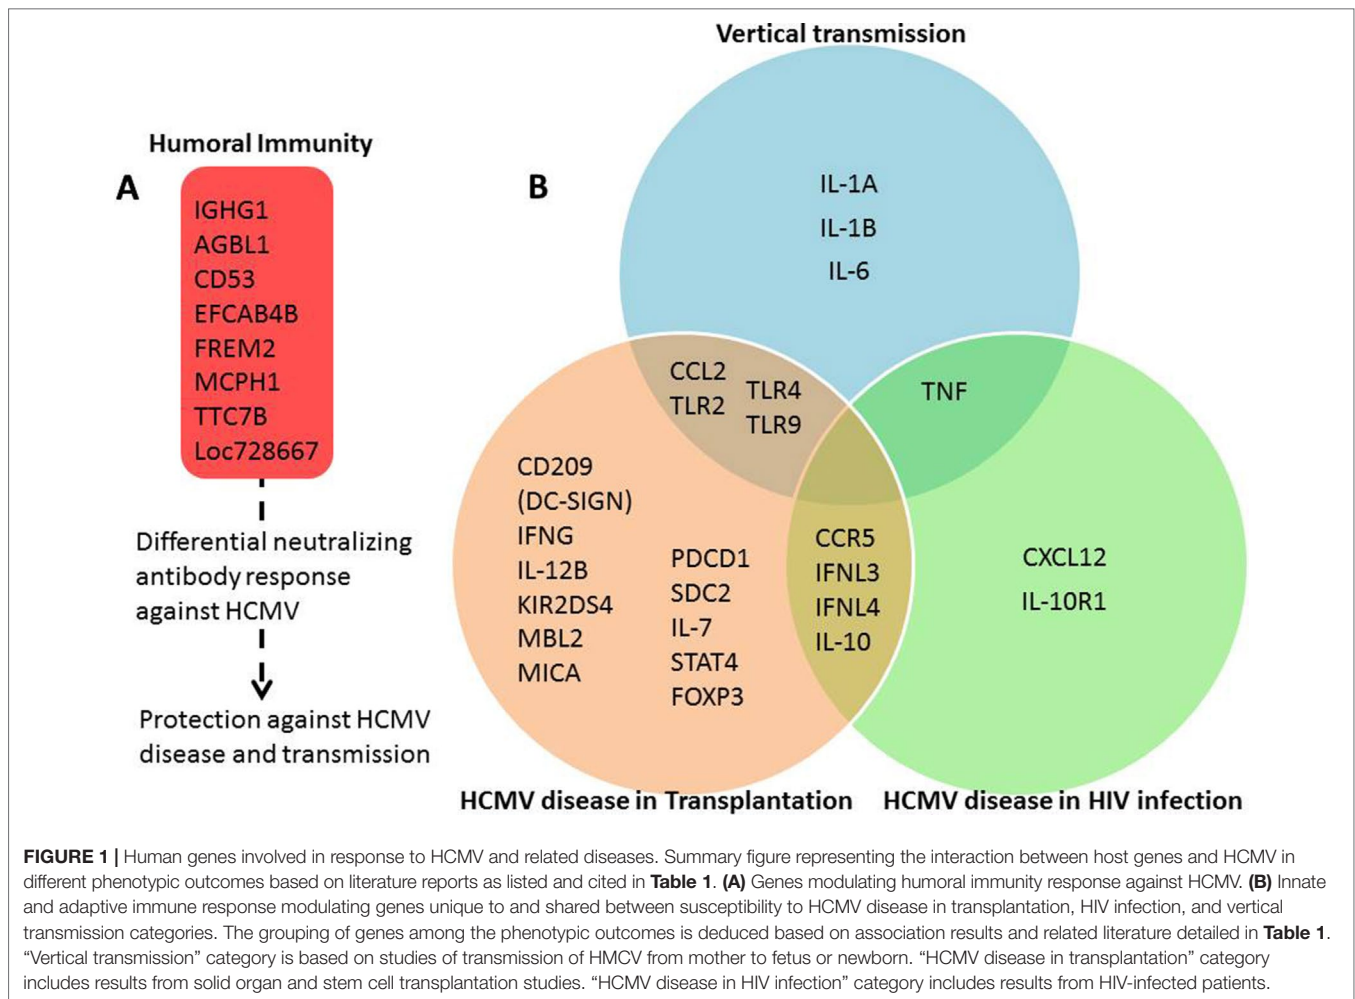 Humoral Immunity
A
IGHG1
AGBL1
CD53
EFCAB4B
FREM2
MCPH1
TTC7B
Loc728667
Differential neutralizing
antibody response
against HCMV
Protection against HCMV
disease and transmission
B
Vertical transmission
IL-1A
IL-1B
IL-6
CCL2
TLR2
TLR4
TLR9
TNF
CD209
(DC-SIGN)
IFNG
IL-12B
KIR2DS4
MBL2
MICA
PDCD1
SDC2
IL-7
STAT4
FOXP3
CCR5
IFNL3
IFNL4
IL-10
CXCL12
IL-10R1
HCMV disease in Transplantation
HCMV disease in HIV infection
FIGURE 1 | Human genes involved in response to HCMV and related diseases. Summary figure representing the interaction between host genes and HCMV in
different phenotypic outcomes based on literature reports as listed and cited in Table 1. (A) Genes modulating humoral immunity response against HCMV. (B) Innate
and adaptive immune response modulating genes unique to and shared between susceptibility to HCMV disease in transplantation, HIV infection, and vertical
transmission categories. The grouping of genes among the phenotypic outcomes is deduced based on association results and related literature detailed in Table 1.
“Vertical transmission” category is based on studies of transmission of HMCV from mother to fetus or newborn. “HCMV disease in transplantation” category
includes results from solid organ and stem cell transplantation studies. “HCMV disease in HIV infection” category includes results from HIV-infected patients.